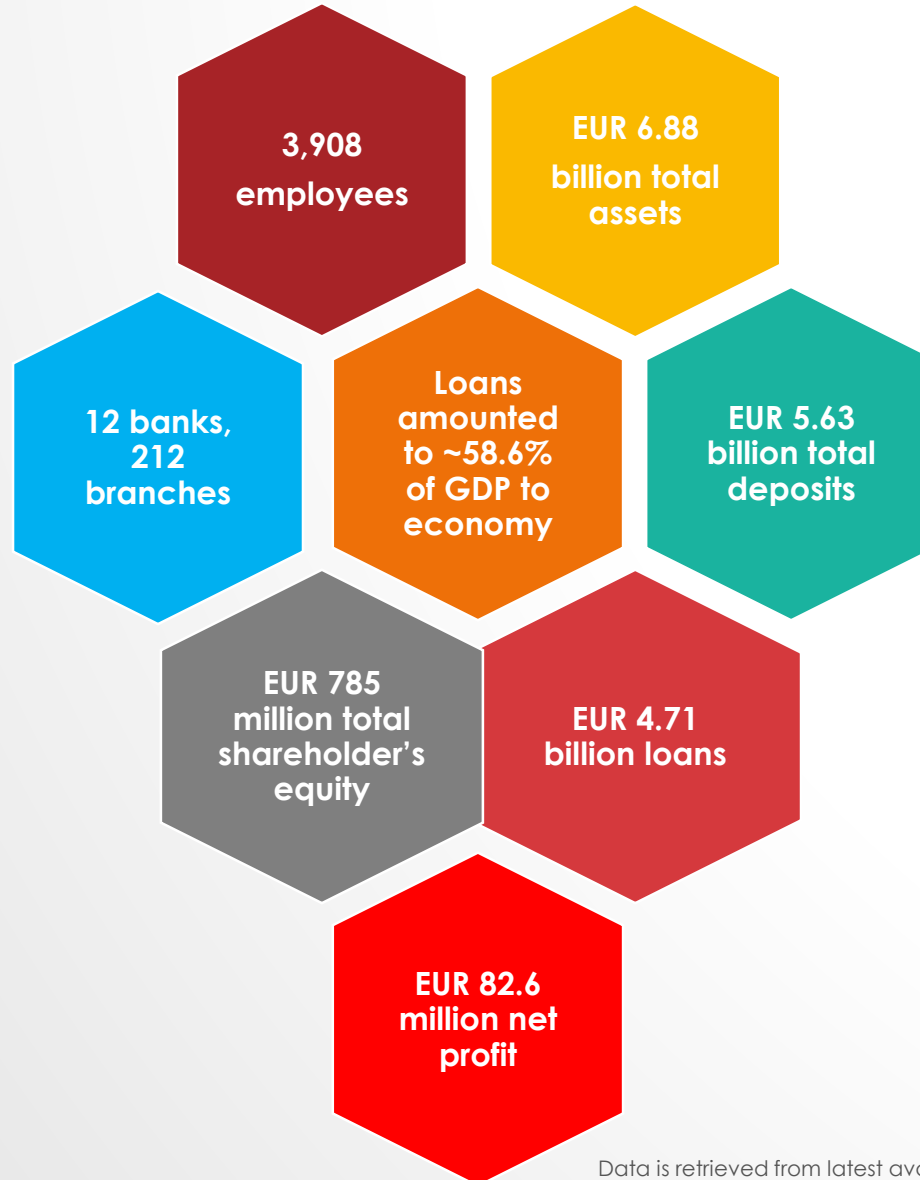 3,908
employees
EUR 6.88
billion total
assets
12 banks,
212
branches
Loans
amounted
to ~58.6%
of GDP to
economy
EUR 5.63
billion total
deposits
EUR 785
million total
shareholder’s
equity
EUR 4.71
billion loans
EUR 82.6
million net
profit
Data is retrieved from latest